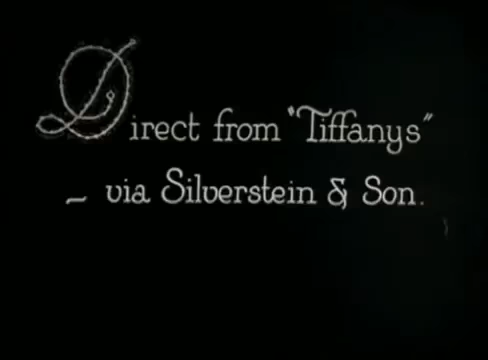 Direct from "Tiffanys"
– via Silverstein & Son.